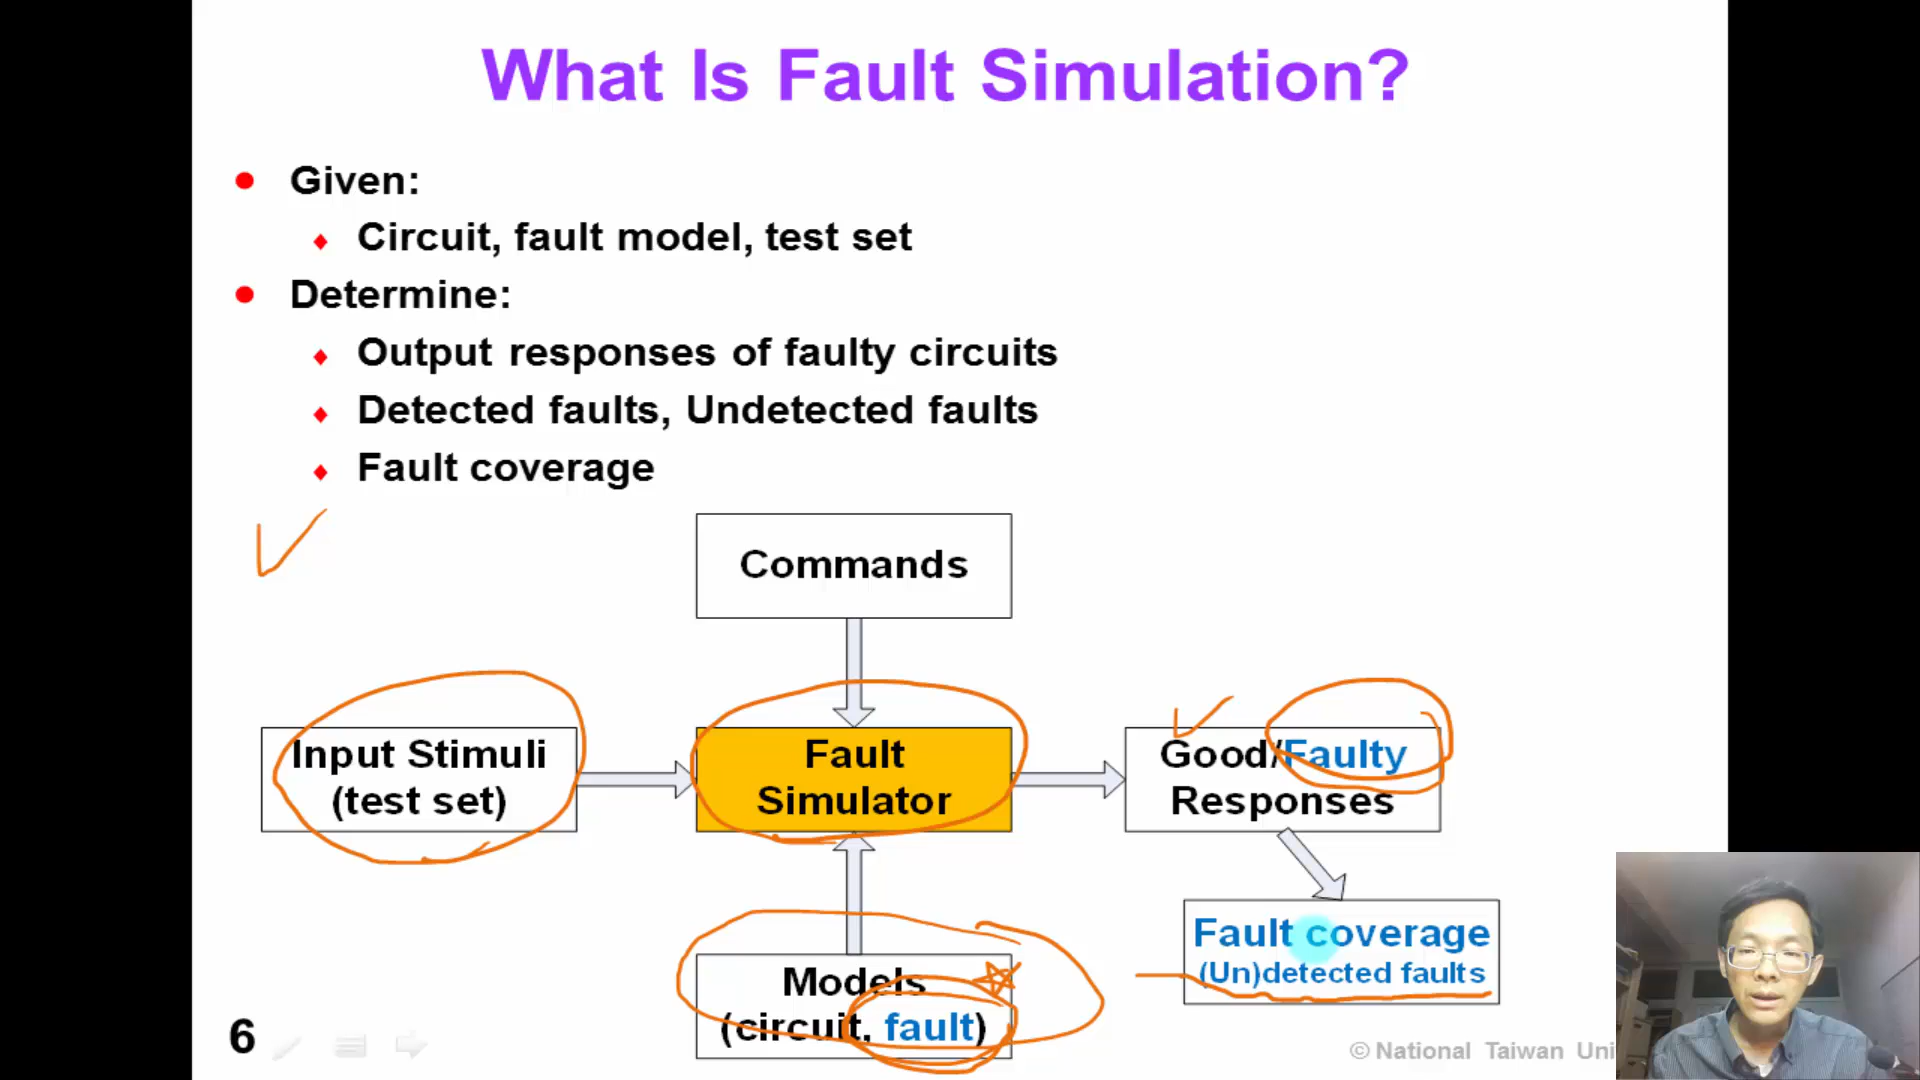 What Is Fault Simulation?
Given:
Circuit, fault model, test set
Determine:
Output responses of faulty circuits
Detected faults, Undetected faults
Fault coverage
Commands
Input Stimuli
(test set)
Fault
Simulator
Good/Faulty
Responses
Fault coverage
(Un)detected faults
Models
(circuit, fault)
6
© National Taiwan Uni